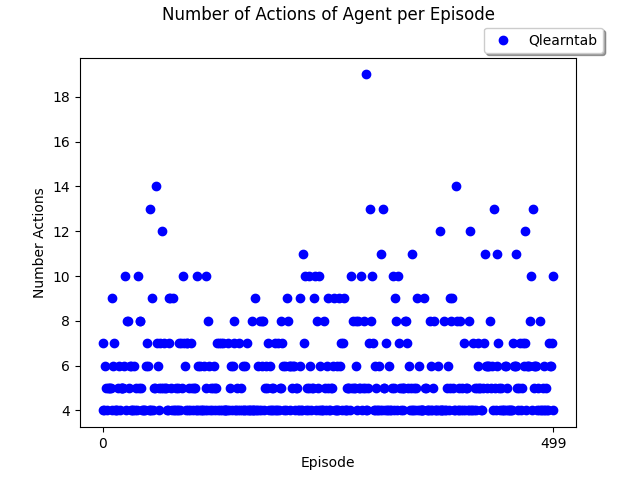 Number of Actions of Agent per Episode
Qlearntab
18
16
14
12
10
8
6
4
Number Actions
0
499
Episode